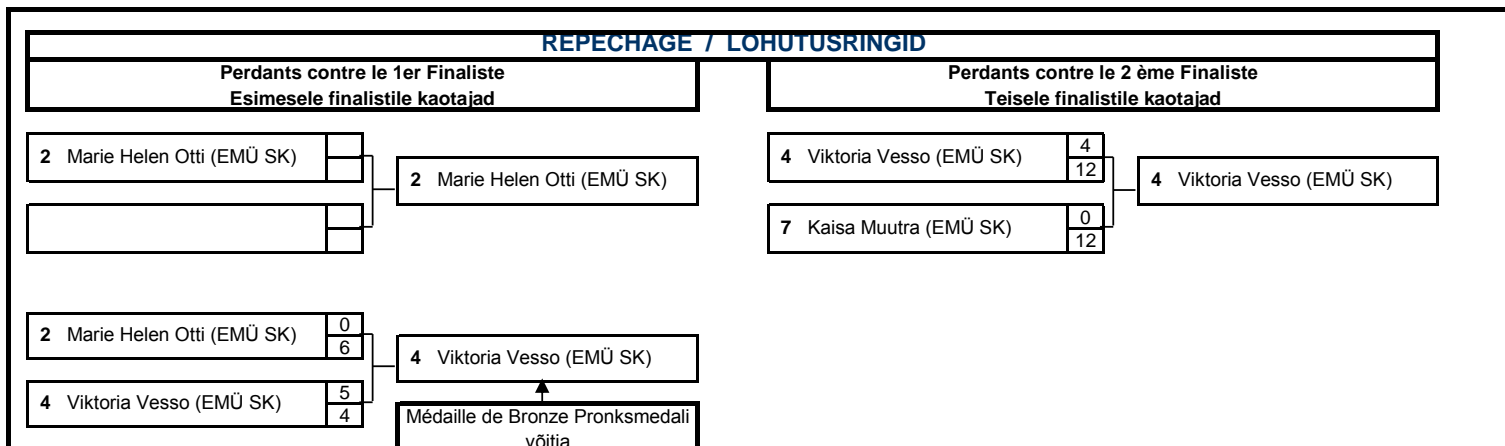 REPECHAGE / LOHUTUSRINGID
Perdants contre le 1er Finaliste
Esimesele finalistile kaotajad
Perdants contre le 2 ème Finaliste
Teisele finalistile kaotajad
2 Marie Helen Otti (EMÜ SK)
2 Marie Helen Otti (EMÜ SK)
4 Viktoria Vesso (EMÜ SK) 4
12
4 Viktoria Vesso (EMÜ SK)
7 Kaisa Muutra (EMÜ SK) 0
12
2 Marie Helen Otti (EMÜ SK) 0
6
4 Viktoria Vesso (EMÜ SK)
4 Viktoria Vesso (EMÜ SK) 5
4
Médaille de Bronze Pronksmedali
võitja